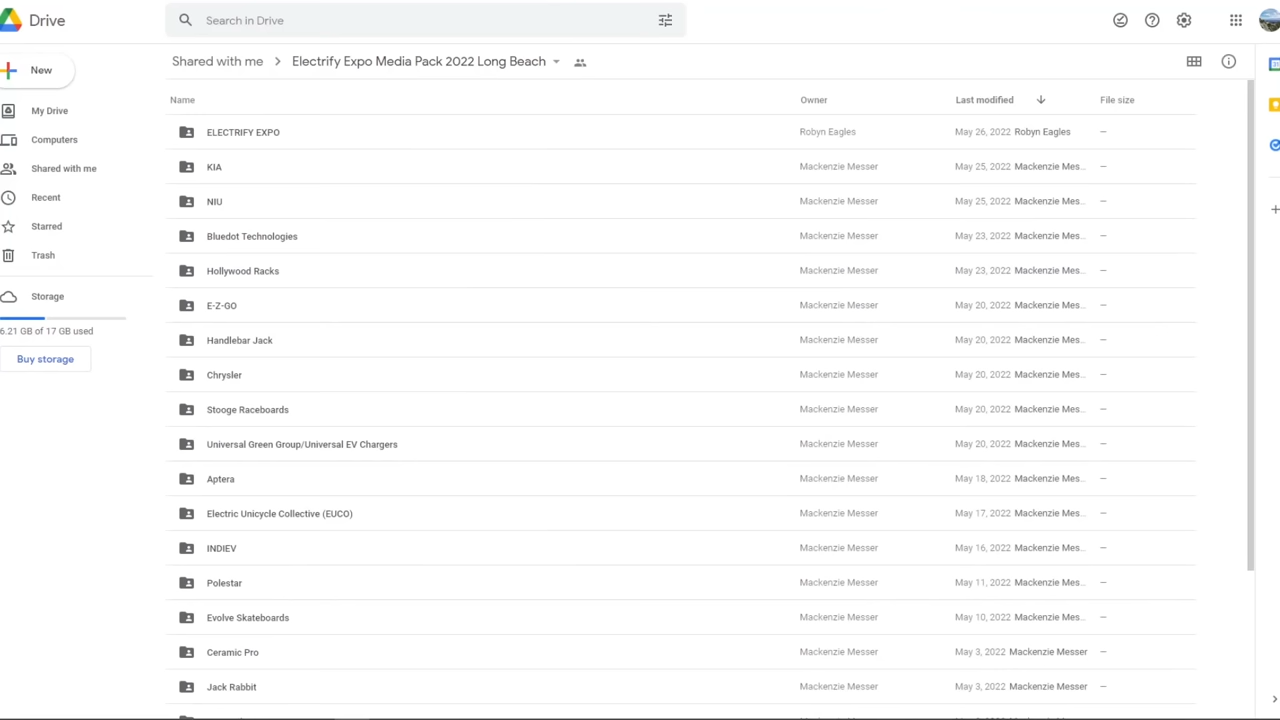 Drive
Search in Drive
Shared with me > Electrify Expo Media Pack 2022 Long Beach
New
My Drive
Computers
Shared with me
Recent
Starred
Trash
Storage
6.21 GB of 17 GB used
Buy storage
Name Owner Last modified File size
ELECTRIFY EXPO Robyn Eagles May 26, 2022 Robyn Eagles —
KIA Mackenzie Messer May 25, 2022 Mackenzie Mes... —
NIU Mackenzie Messer May 25, 2022 Mackenzie Mes... —
Bluedot Technologies Mackenzie Messer May 23, 2022 Mackenzie Mes... —
Hollywood Racks Mackenzie Messer May 23, 2022 Mackenzie Mes... —
E-Z-GO Mackenzie Messer May 20, 2022 Mackenzie Mes... —
Handlebar Jack Mackenzie Messer May 20, 2022 Mackenzie Mes... —
Chrysler Mackenzie Messer May 20, 2022 Mackenzie Mes... —
Stooge Raceboards Mackenzie Messer May 20, 2022 Mackenzie Mes... —
Universal Green Group/Universal EV Chargers Mackenzie Messer May 20, 2022 Mackenzie Mes... —
Aptera Mackenzie Messer May 18, 2022 Mackenzie Mes... —
Electric Unicycle Collective (EUCO) Mackenzie Messer May 17, 2022 Mackenzie Mes... —
INDIEV Mackenzie Messer May 16, 2022 Mackenzie Mes... —
Polestar Mackenzie Messer May 11, 2022 Mackenzie Mes... —
Evolve Skateboards Mackenzie Messer May 10, 2022 Mackenzie Mes... —
Ceramic Pro Mackenzie Messer May 3, 2022 Mackenzie Messer —
Jack Rabbit Mackenzie Messer May 3, 2022 Mackenzie Messer —